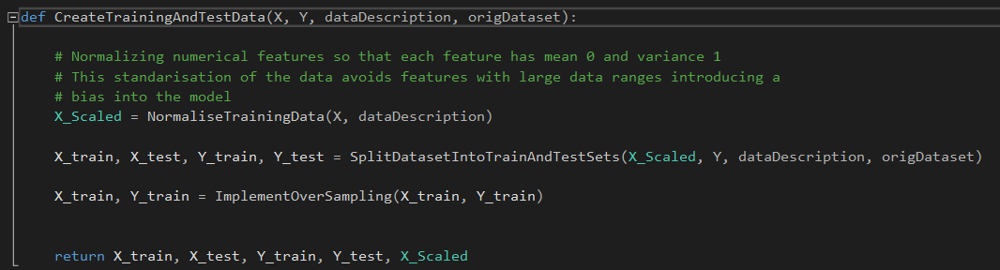 def CreateTrainingAndTestData(X, Y, dataDescription, origDataset):
# Normalizing numerical features so that each feature has mean 0 and variance 1
# This standarisation of the data avoids features with large data ranges introducing a
# bias into the model
X_Scaled = NormaliseTrainingData(X, dataDescription)
X_train, X_test, Y_train, Y_test = SplitDatasetIntoTrainAndTestSets(X_Scaled, Y, dataDescription, origDataset)
X_train, Y_train = ImplementOverSampling(X_train, Y_train)
return X_train, X_test, Y_train, Y_test, X_Scaled